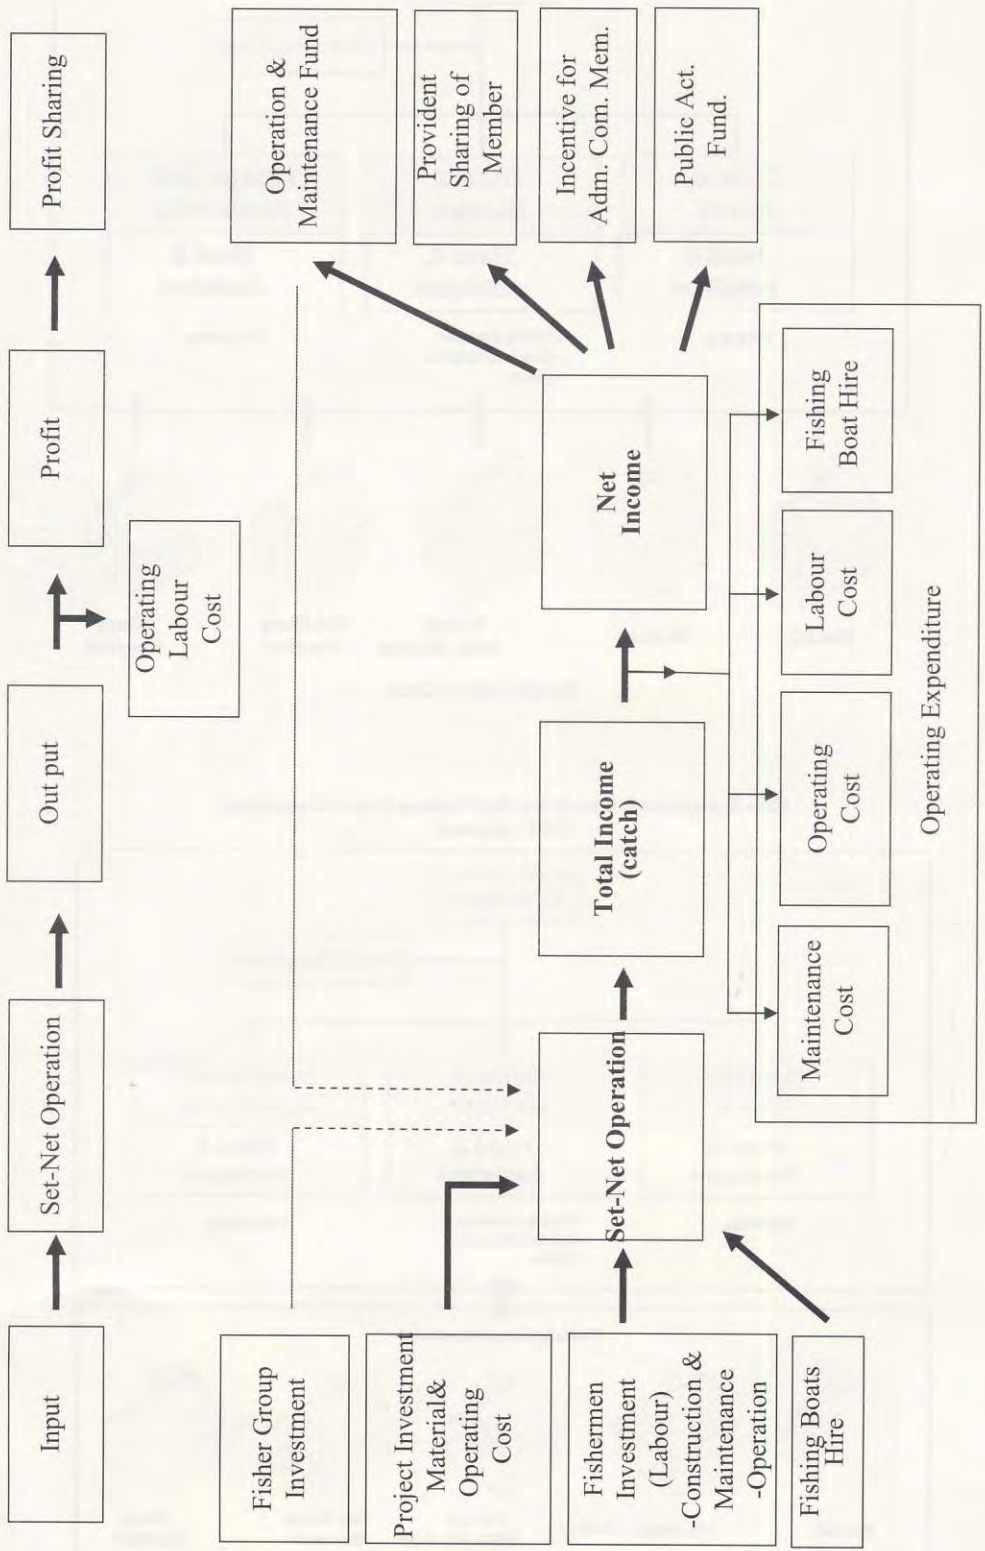 Input
Set-Net Operation
Out put
Profit
Profit Sharing
Operating
Labour
Cost
Fisher Group
Investment
Project Investment
Material&
Operating
Cost
Fishermen
Investment
(Labour)
-Construction &
Maintenance
-Operation
Fishing Boats
Hire
Set-Net Operation
Total Income
(catch)
Net
Income
Operation &
Maintenance Fund
Provident
Sharing of
Member
Incentive for
Adm. Com. Mem.
Public Act.
Fund.
Maintenance
Cost
Operating
Cost
Labour
Cost
Fishing
Boat Hire
Operating Expenditure